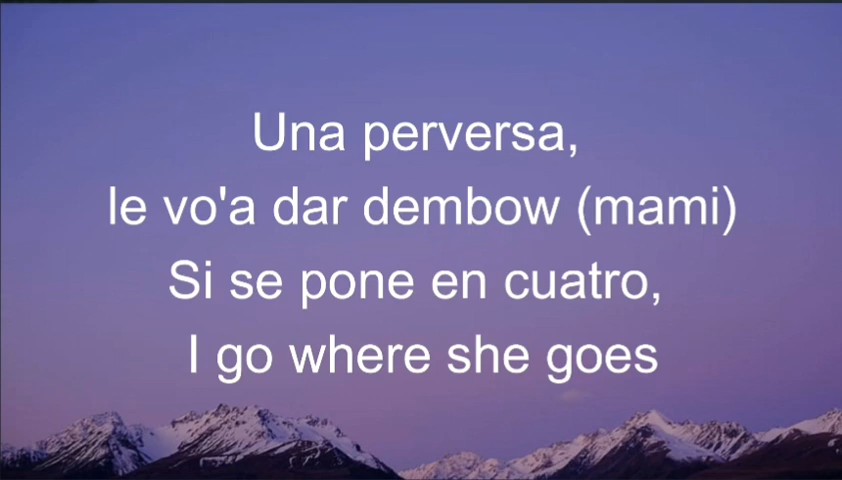 Una perversa,
le vo'a dar dembow (mami)
Si se pone en cuatro,
I go where she goes